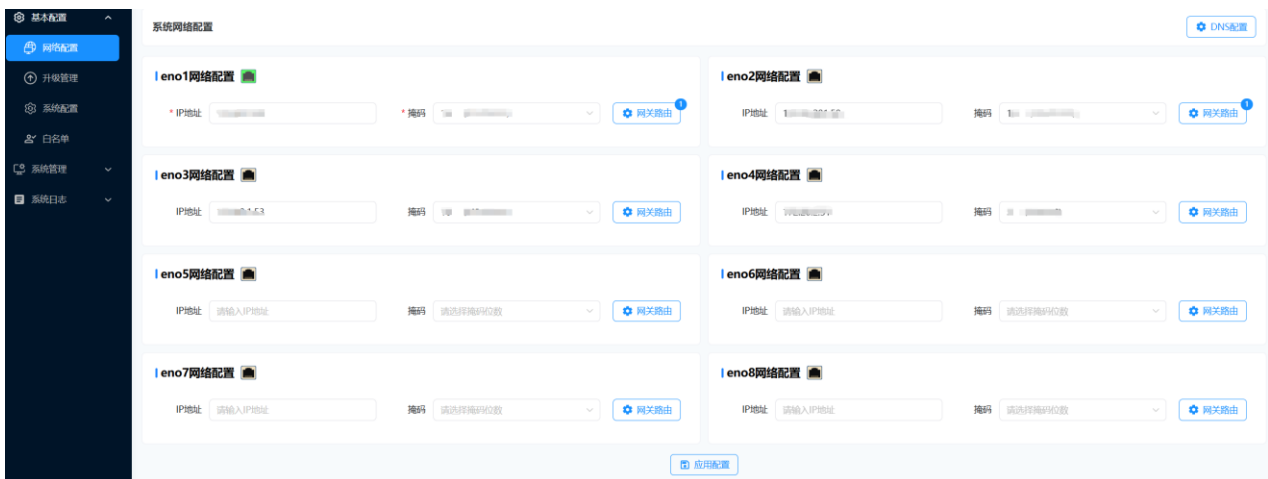 基本配置
网络配置
升级管理
系统配置
白名单
系统管理
系统日志
系统网络配置
DNS配置
eno1网络配置
* IP地址
* 掩码
网关路由
1
eno2网络配置
IP地址
掩码
网关路由
1
eno3网络配置
IP地址
掩码
网关路由
eno4网络配置
IP地址
掩码
网关路由
eno5网络配置
IP地址 请输入IP地址
掩码 请选择掩码位数
网关路由
eno6网络配置
IP地址 请输入IP地址
掩码 请选择掩码位数
网关路由
eno7网络配置
IP地址 请输入IP地址
掩码 请选择掩码位数
网关路由
eno8网络配置
IP地址 请输入IP地址
掩码 请选择掩码位数
网关路由
应用配置